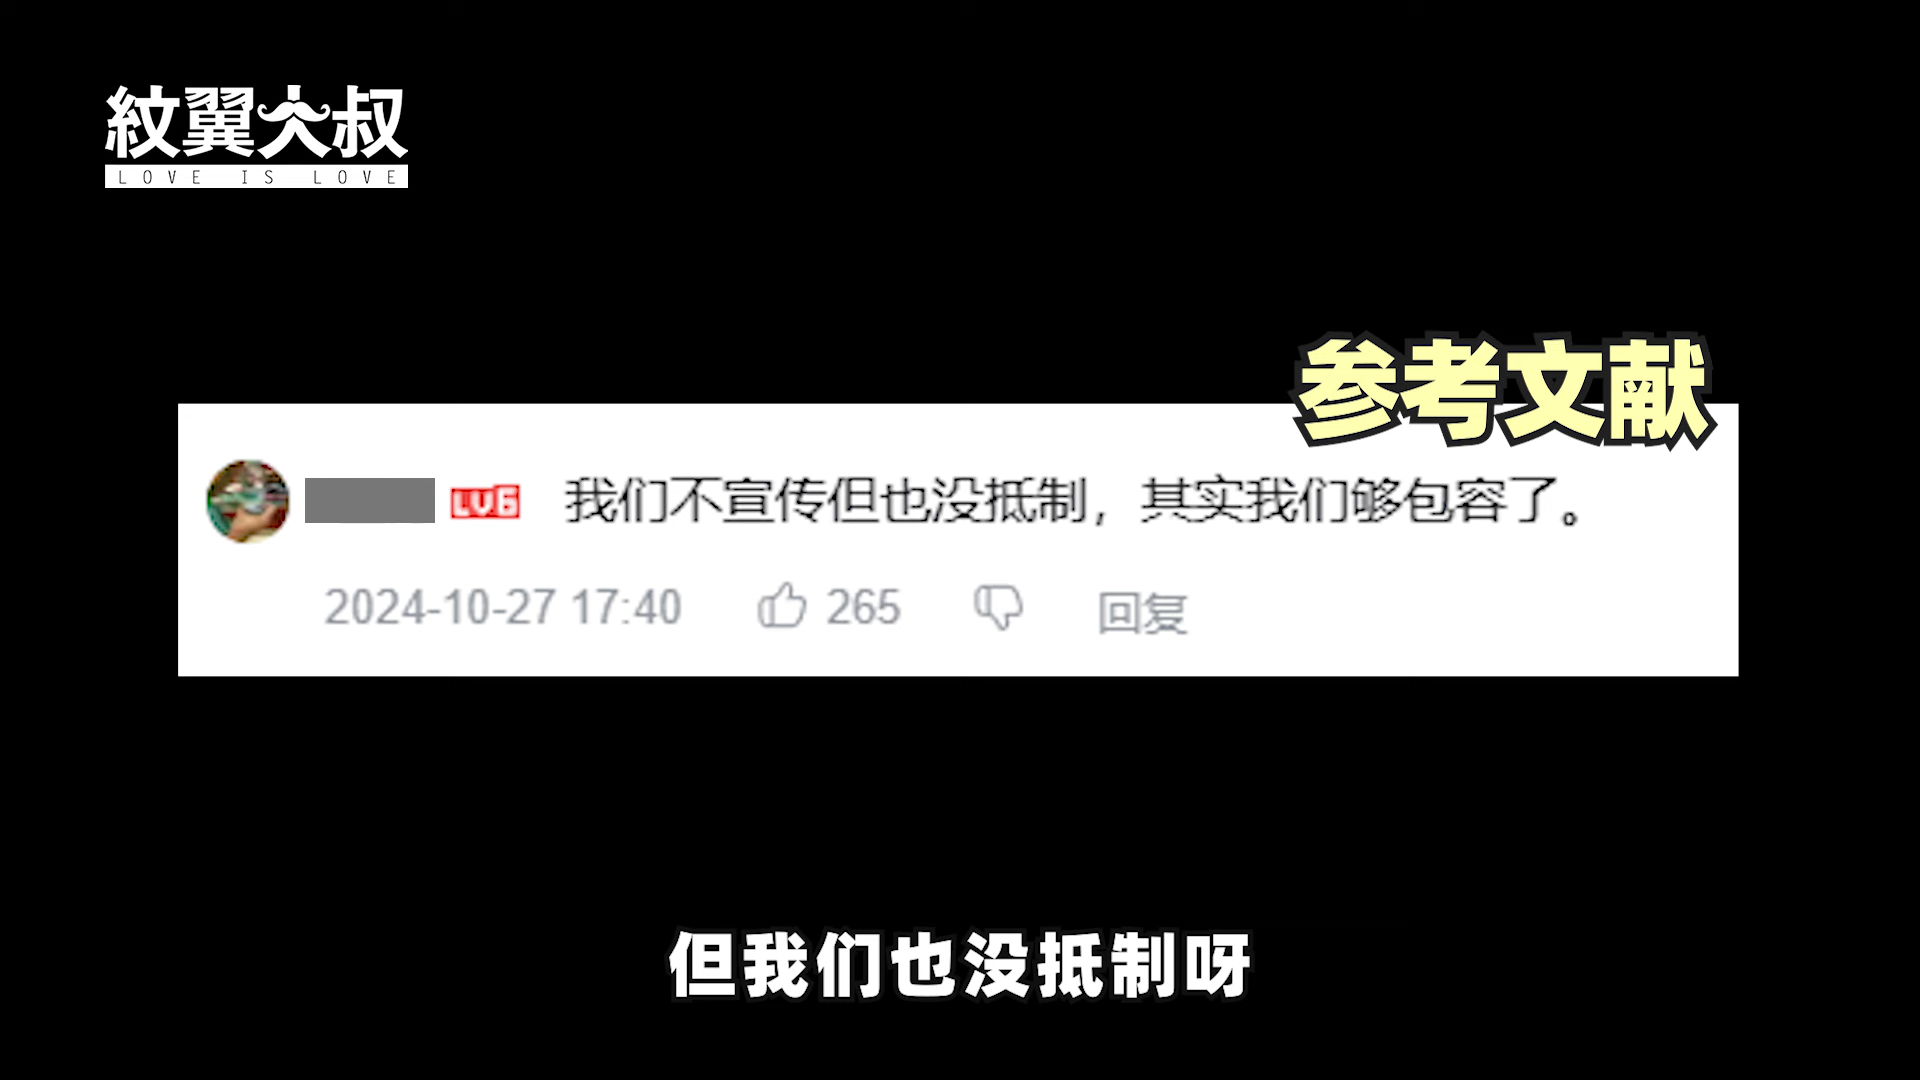 紋翼大叔
LOVE IS LOVE
参考文献
LV6 我们不宣传但也没抵制，其实我们够包容了。
2024-10-27 17:40 265 回复
但我们也没抵制呀